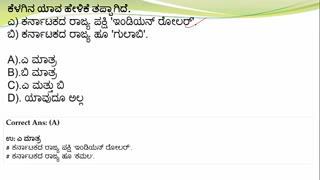 ಕೆಳಗಿನ ಯಾವ ಹೇಳಿಕೆ ತಪ್ಪಾಗಿದೆ.
ಎ) ಕರ್ನಾಟಕದ ರಾಜ್ಯ ಪಕ್ಷಿ 'ಇಂಡಿಯನ್ ರೋಲರ್'.
ಬಿ) ಕರ್ನಾಟಕದ ರಾಜ್ಯ ಹೂ 'ಗುಲಾಬಿ'.
A).ಎ ಮಾತ್ರ
B).ಬಿ ಮಾತ್ರ
C).ಎ ಮತ್ತು ಬಿ
D). ಯಾವುದೂ ಅಲ್ಲ
Correct Ans: (A)
ಉ: ಎ ಮಾತ್ರ
# ಕರ್ನಾಟಕದ ರಾಜ್ಯ ಪಕ್ಷಿ 'ಇಂಡಿಯನ್ ರೋಲರ್'.
# ಕರ್ನಾಟಕದ ರಾಜ್ಯ ಹೂ 'ಕಮಲ'.